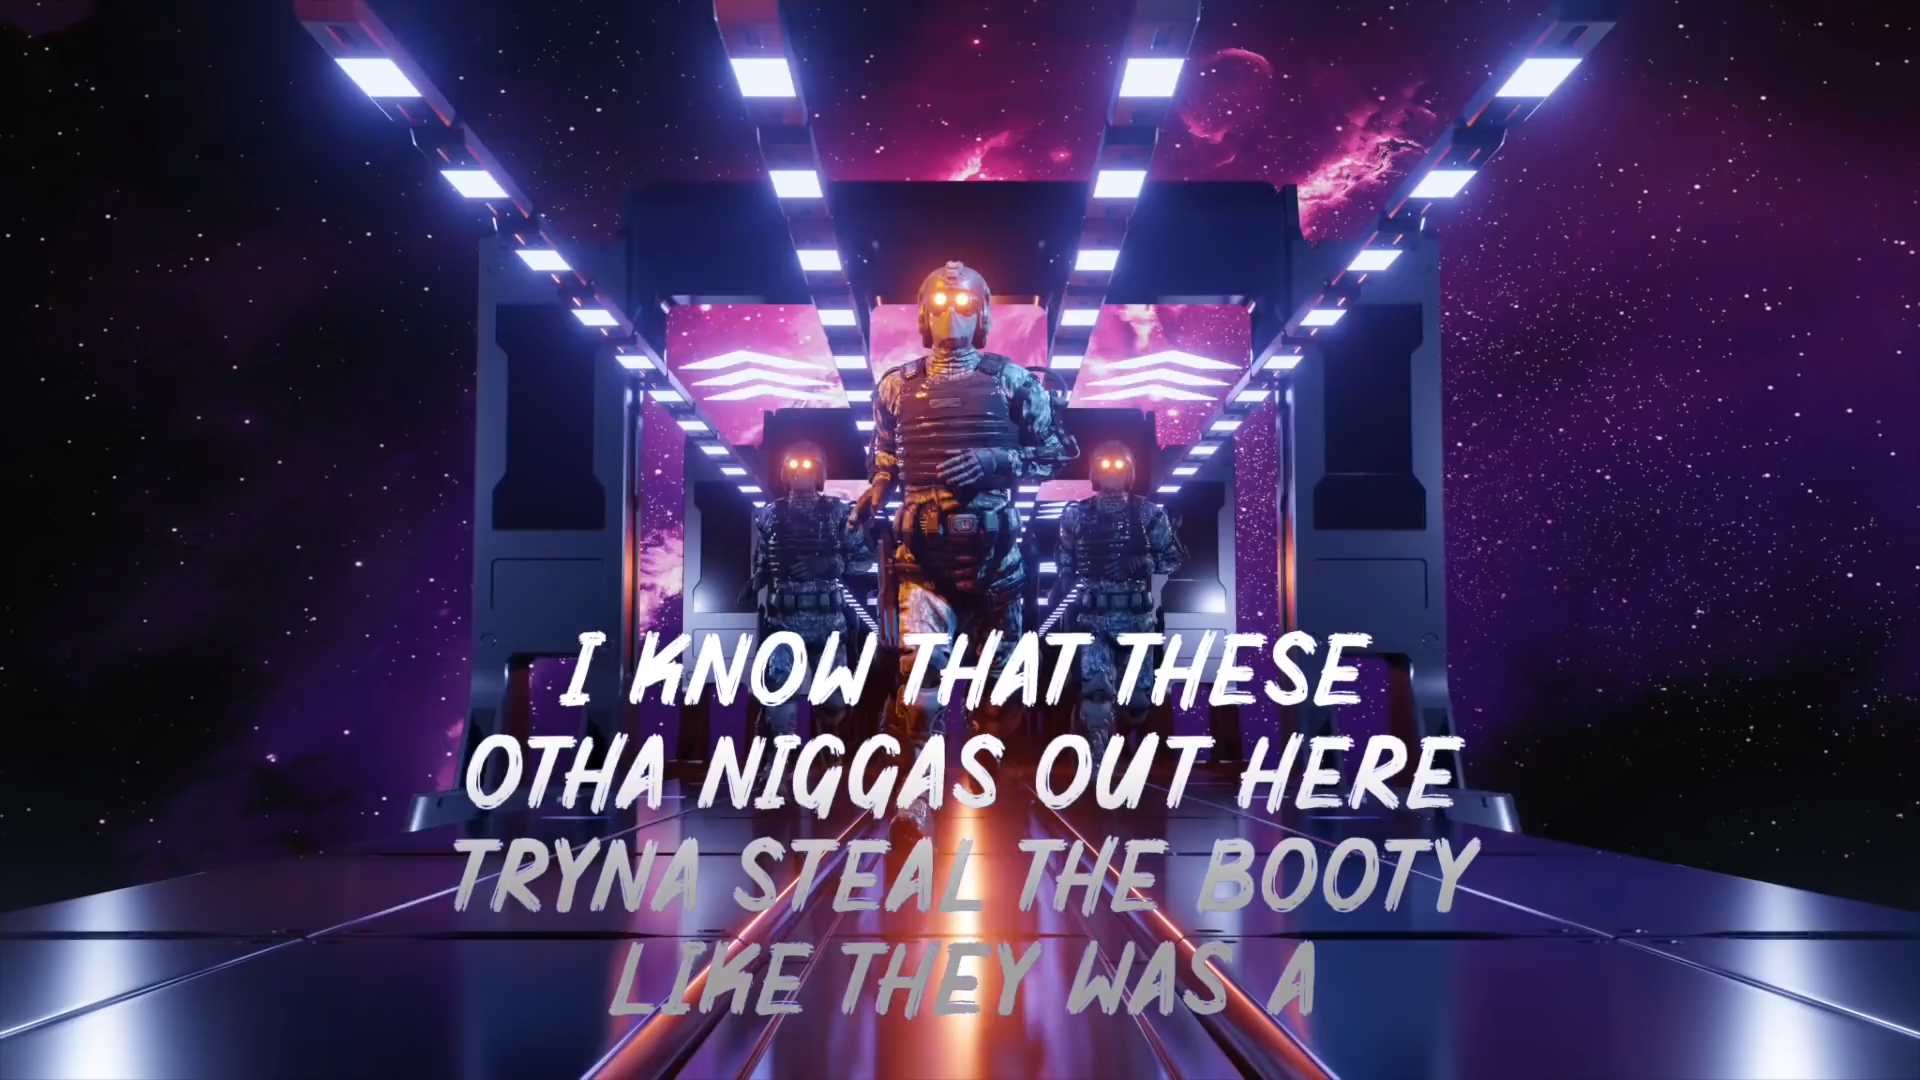 I KNOW THAT THESE
OTHA NIGGAS OUT HERE
TRYNA STEAL THE BOOTY
LIKE THEY WAS A